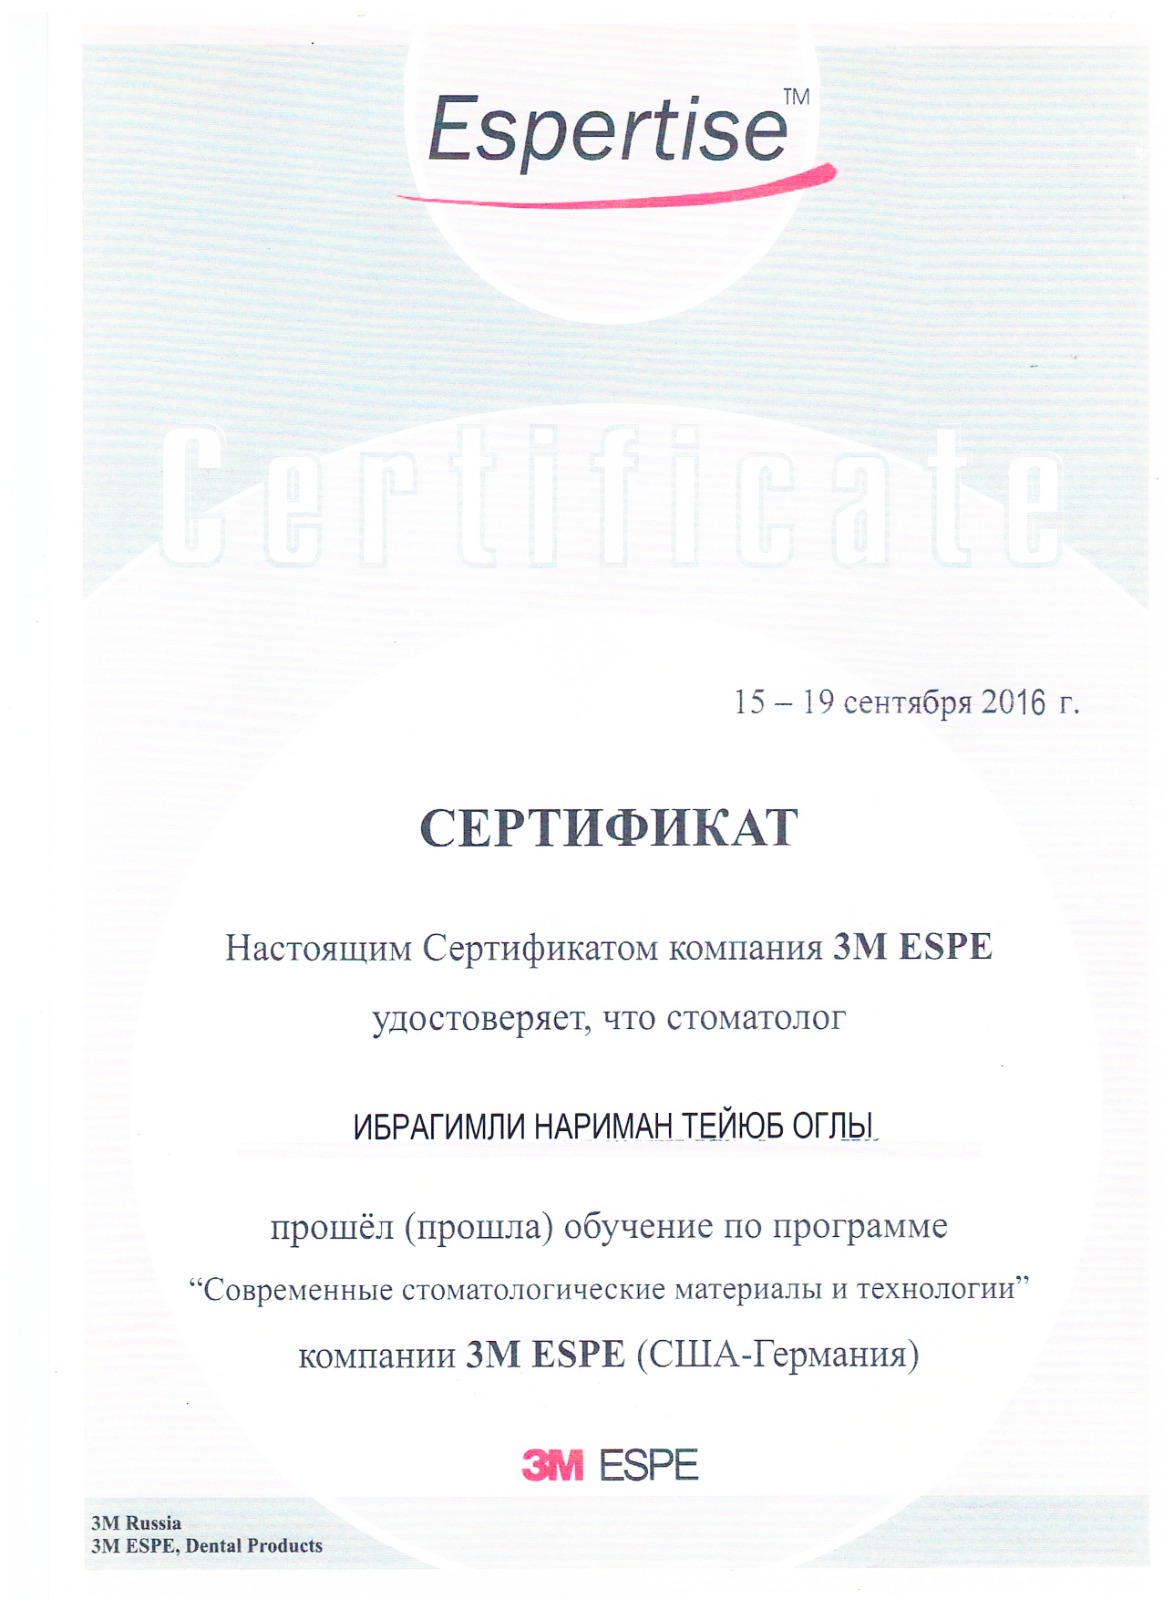 Espertise™
Certificate
15 – 19 сентября 2016 г.
СЕРТИФИКАТ
Настоящим Сертификатом компания 3M ESPE
удостоверяет, что стоматолог
ИБРАГИМЛИ НАРИМАН ТЕЙЮБ ОГЛЫ
прошёл (прошла) обучение по программе
“Современные стоматологические материалы и технологии”
компании 3M ESPE (США-Германия)
3M ESPE
3M Russia
3M ESPE, Dental Products